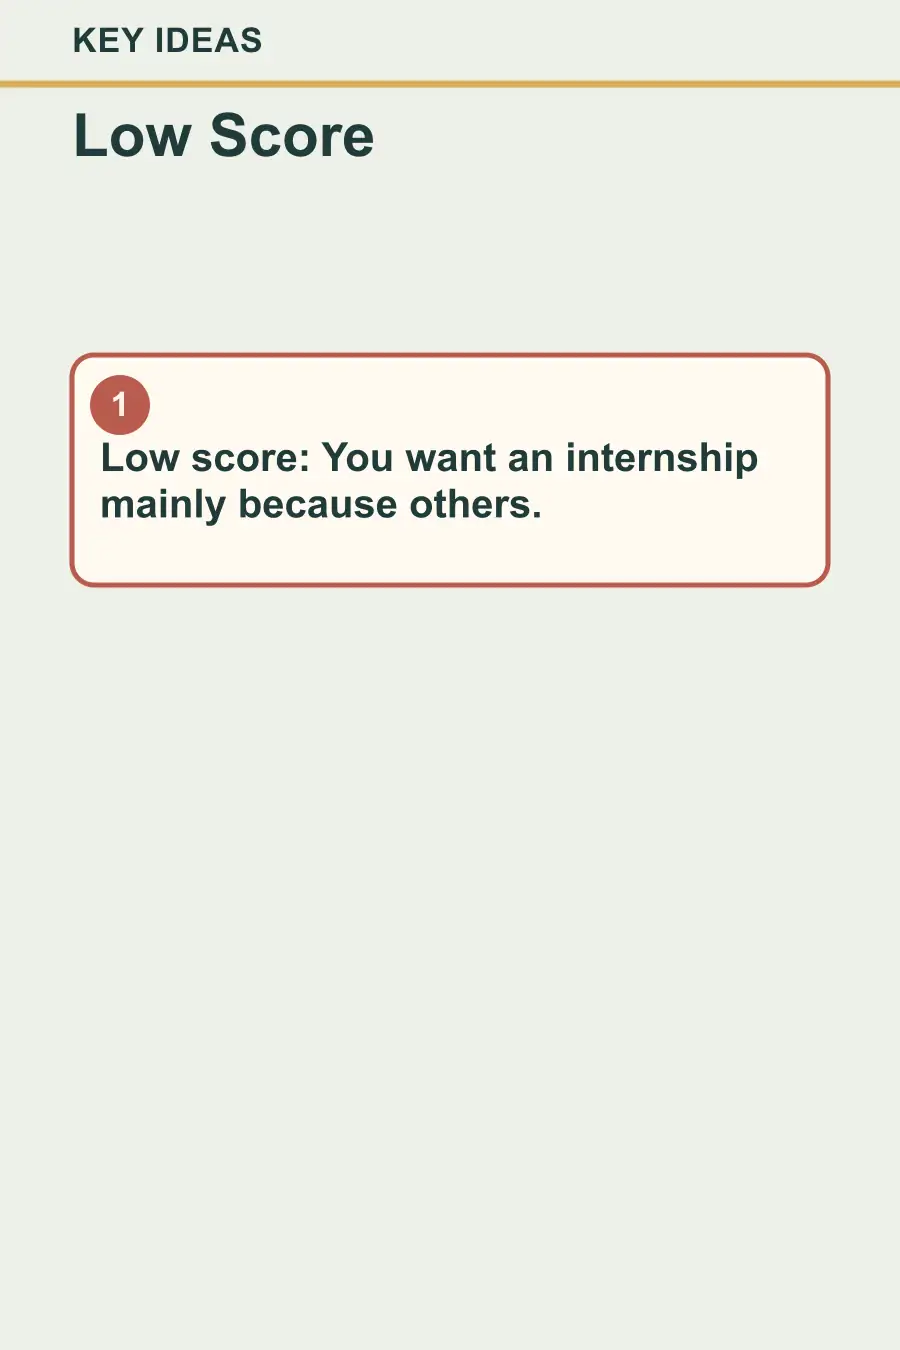 KEY IDEAS
Low Score
1
Low score: You want an internship
mainly because others.